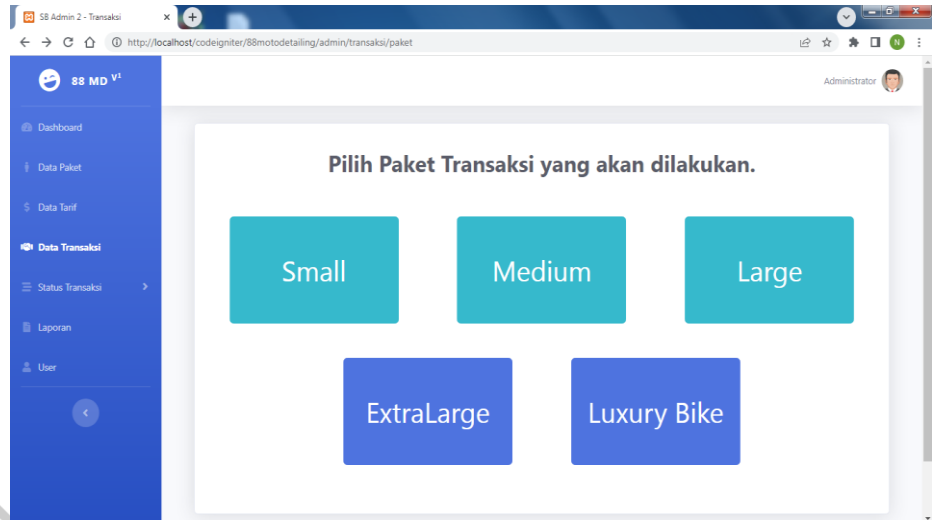 SB Admin 2 - Transaksi
http://localhost/codeigniter/88motodetailing/admin/transaksi/paket
N
88 MD V1
Administrator
Dashboard
Data Paket
Data Tarif
Data Transaksi
Status Transaksi
Laporan
User
Pilih Paket Transaksi yang akan dilakukan.
Small
Medium
Large
ExtraLarge
Luxury Bike